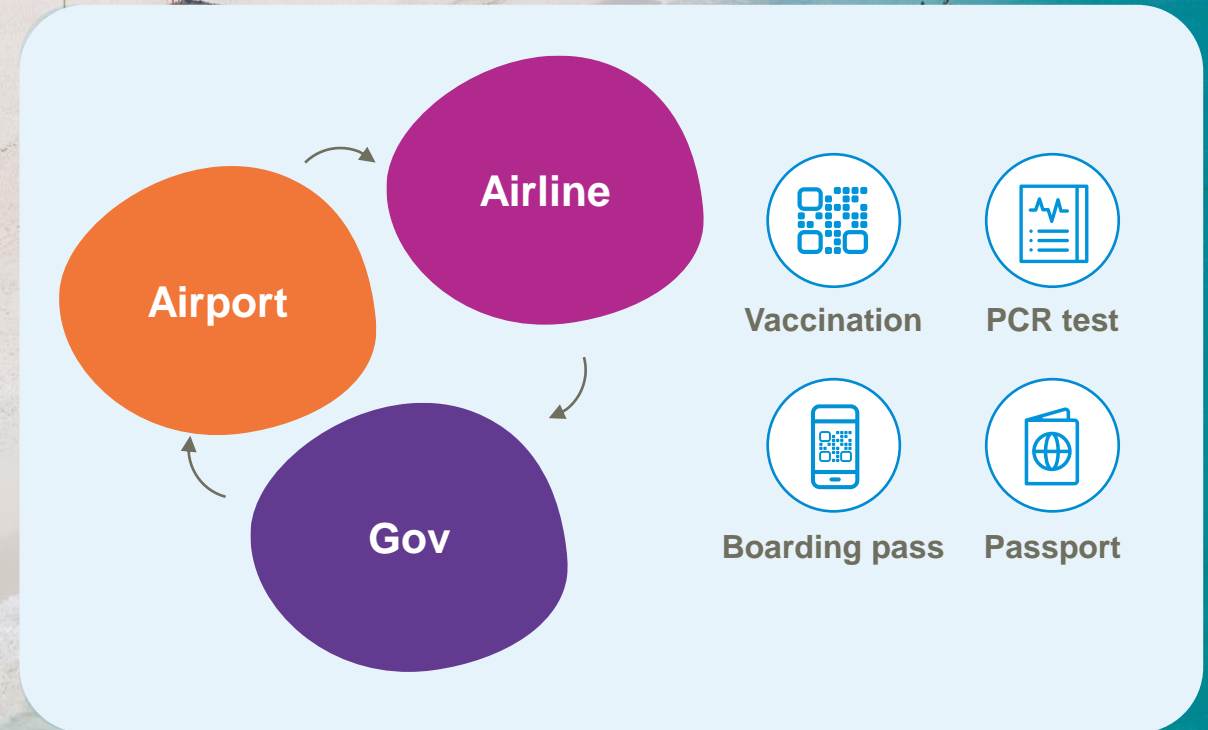 Airline
Airport
Gov
Vaccination
PCR test
Boarding pass
Passport